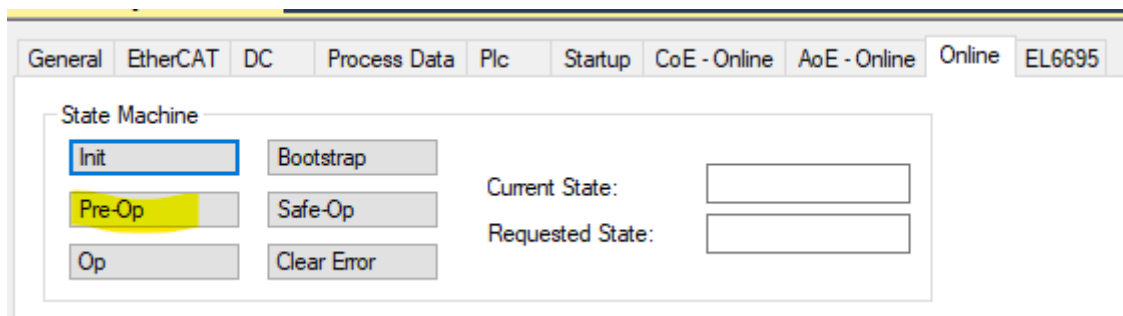 General EtherCAT DC Process Data Plc Startup CoE - Online AoE - Online Online EL6695
State Machine
Init Bootstrap
Pre-Op Safe-Op
Op Clear Error
Current State:
Requested State: